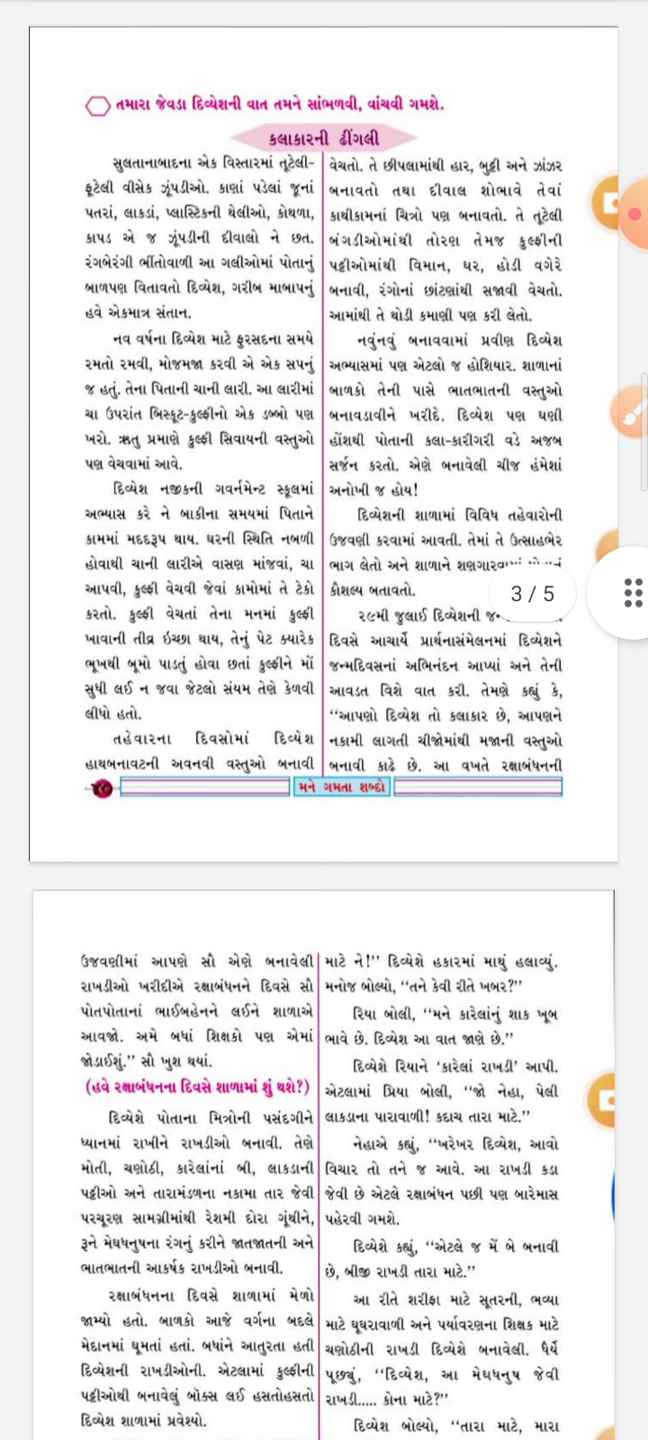 તમારા જેવડા દિવ્યેશની વાત તમને સાંભળવી, વાંચવી ગમશે.
કલાકારની ઢીંગલી
સુલતાનાબાદના એક વિસ્તારમાં તૂટેલી-
ફૂટેલી વીસેક ઝૂંપડીઓ. કાણાં પડેલાં જૂનાં
પતરાં, લાકડાં, પ્લાસ્ટિકની થેલીઓ, કોથળા,
કાપડ એ જ ઝૂંપડીની દીવાલો ને છત.
રંગબેરંગી ભીંતોવાળી આ ગલીઓમાં પોતાનું
બાળપણ વિતાવતો દિવ્યેશ, ગરીબ માબાપનું
હવે એકમાત્ર સંતાન.
નવ વર્ષના દિવ્યેશ માટે ફુરસદના સમયે
રમતો રમવી, મોજમજા કરવી એ એક સપનું
જ હતું. તેના પિતાની ચાની લારી. આ લારીમાં
ચા ઉપરાંત બિસ્કૂટ-કુલ્ફીનો એક ડબ્બો પણ
ખરો. ઋતુ પ્રમાણે કુલ્ફી સિવાયની વસ્તુઓ
પણ વેચવામાં આવે.
દિવ્યેશ નજીકની ગવર્નમેન્ટ સ્કૂલમાં
અભ્યાસ કરે ને બાકીના સમયમાં પિતાને
કામમાં મદદરૂપ થાય. ઘરની સ્થિતિ નબળી
હોવાથી ચાની લારીએ વાસણ માંજવાં, ચા
આપવી, કુલ્ફી વેચવી જેવાં કામોમાં તે ટેકો
કરતો. કુલ્ફી વેચતાં તેના મનમાં કુલ્ફી
ખાવાની તીવ્ર ઇચ્છા થાય, તેનું પેટ ક્યારેક
ભૂખથી બૂમો પાડતું હોવા છતાં કુલ્ફીને મોં
સુધી લઈ ન જવા જેટલો સંયમ તેણે કેળવી
લીધો હતો.
તહેવારના દિવસોમાં દિવ્યેશ
હાથબનાવટની અવનવી વસ્તુઓ બનાવી
વેચતો. તે છીપલામાંથી હાર, બુટ્ટી અને ઝાંઝર
બનાવતો તથા દીવાલ શોભાવે તેવાં
કાથીકામનાં ચિત્રો પણ બનાવતો. તે તૂટેલી
બંગડીઓમાંથી તોરણ તેમજ કુલ્ફીની
પટ્ટીઓમાંથી વિમાન, ઘર, હોડી વગેરે
બનાવી, રંગોનાં છાંટણાંથી સજાવી વેચતો.
આમાંથી તે થોડી કમાણી પણ કરી લેતો.
નવુંનવું બનાવવામાં પ્રવીણ દિવ્યેશ
અભ્યાસમાં પણ એટલો જ હોશિયાર. શાળાનાં
બાળકો તેની પાસે ભાતભાતની વસ્તુઓ
બનાવડાવીને ખરીદે. દિવ્યેશ પણ ઘણી
હોંશથી પોતાની કલા-કારીગરી વડે અજબ
સર્જન કરતો. એણે બનાવેલી ચીજ હંમેશાં
અનોખી જ હોય!
દિવ્યેશની શાળામાં વિવિધ તહેવારોની
ઉજવણી કરવામાં આવતી. તેમાં તે ઉત્સાહભેર
ભાગ લેતો અને શાળાને
કૌશલ્ય બતાવતો.
3 / 5
૨૯મી જુલાઈ દિવ્યેશની
દિવસે આચાર્યે પ્રાર્થનાસંમેલનમાં દિવ્યેશને
જન્મદિવસનાં અભિનંદન આપ્યાં અને તેની
આવડત વિશે વાત કરી. તેમણે કહ્યું કે,
“આપણો દિવ્યેશ તો કલાકાર છે, આપણને
નકામી લાગતી ચીજોમાંથી મજાની વસ્તુઓ
બનાવી કાઢે છે. આ વખતે રક્ષાબંધનની
મને ગમતા શબ્દો
ઉજવણીમાં આપણે સૌ એણે બનાવેલી
રાખડીઓ ખરીદીએ રક્ષાબંધનને દિવસે સૌ
પોતપોતાનાં ભાઈબહેનને લઈને શાળાએ
આવજો. અમે બધાં શિક્ષકો પણ એમાં
જોડાઈશું.” સૌ ખુશ થયાં.
(હવે રક્ષાબંધનના દિવસે શાળામાં શું થશે?)
દિવ્યેશે પોતાના મિત્રોની પસંદગીને
ધ્યાનમાં રાખીને રાખડીઓ બનાવી. તેણે
મોતી, ચણોઠી, કારેલાંનાં બી, લાકડાની
પટ્ટીઓ અને તારામંડળના નકામા તાર જેવી
પરચૂરણ સામગ્રીમાંથી રેશમી દોરા ગૂંથીને,
રૂને મેઘધનુષના રંગનું કરીને જાતજાતની અને
ભાતભાતની આકર્ષક રાખડીઓ બનાવી.
રક્ષાબંધનના દિવસે શાળામાં મેળો
જામ્યો હતો. બાળકો આજે વર્ગના બદલે
મેદાનમાં ઘૂમતાં હતાં. બધાંને આતુરતા હતી
દિવ્યેશની રાખડીઓની. એટલામાં કુલ્ફીની
પટ્ટીઓથી બનાવેલું બોક્સ લઈ હસતોહસતો
દિવ્યેશ શાળામાં પ્રવેશ્યો.
માટે ને!” દિવ્યેશે હકારમાં માથું હલાવ્યું.
મનોજ બોલ્યો, “તને કેવી રીતે ખબર?”
રિયા બોલી, “મને કારેલાંનું શાક ખૂબ
ભાવે છે. દિવ્યેશ આ વાત જાણે છે.”
દિવ્યેશે રિયાને ‘કારેલાં રાખડી’ આપી.
એટલામાં પ્રિયા બોલી, “જો નેહા, પેલી
લાકડાના પારાવાળી! કદાચ તારા માટે.”
નેહાએ કહ્યું, “ખરેખર દિવ્યેશ, આવો
વિચાર તો તને જ આવે. આ રાખડી કડા
જેવી છે એટલે રક્ષાબંધન પછી પણ બારેમાસ
પહેરવી ગમશે.
દિવ્યેશે કહ્યું, “એટલે જ મેં બે બનાવી
છે, બીજી રાખડી તારા માટે.”
આ રીતે શરીફા માટે સૂતરની, ભવ્યા
માટે ઘૂઘરાવાળી અને પર્યાવરણના શિક્ષક માટે
ચણોઠીની રાખડી દિવ્યેશે બનાવેલી. ધૈર્યે
પૂછ્યું, “દિવ્યેશ, આ મેઘધનુષ જેવી
રાખડી..... કોના માટે?”
દિવ્યેશ બોલ્યો, “તારા માટે, મારા